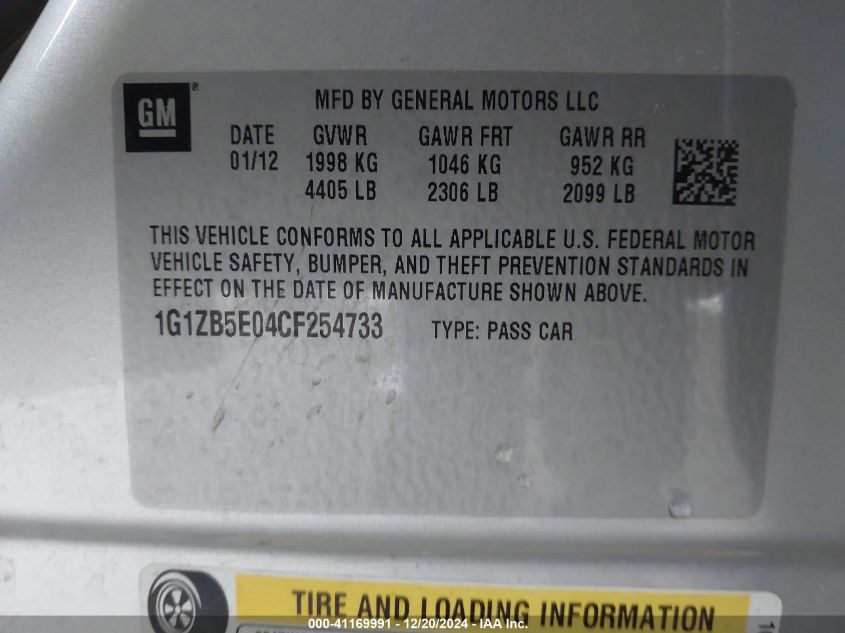 GM ®
MFD BY GENERAL MOTORS LLC
DATE GVWR GAWR FRT GAWR RR
01/12 1998 KG 1046 KG 952 KG
4405 LB 2306 LB 2099 LB
THIS VEHICLE CONFORMS TO ALL APPLICABLE U.S. FEDERAL MOTOR
VEHICLE SAFETY, BUMPER, AND THEFT PREVENTION STANDARDS IN
EFFECT ON THE DATE OF MANUFACTURE SHOWN ABOVE.
1G1ZB5E04CF254733 TYPE: PASS CAR
TIRE AND LOADING INFORMATION
000-41169991 - 12/20/2024 - IAA Inc.